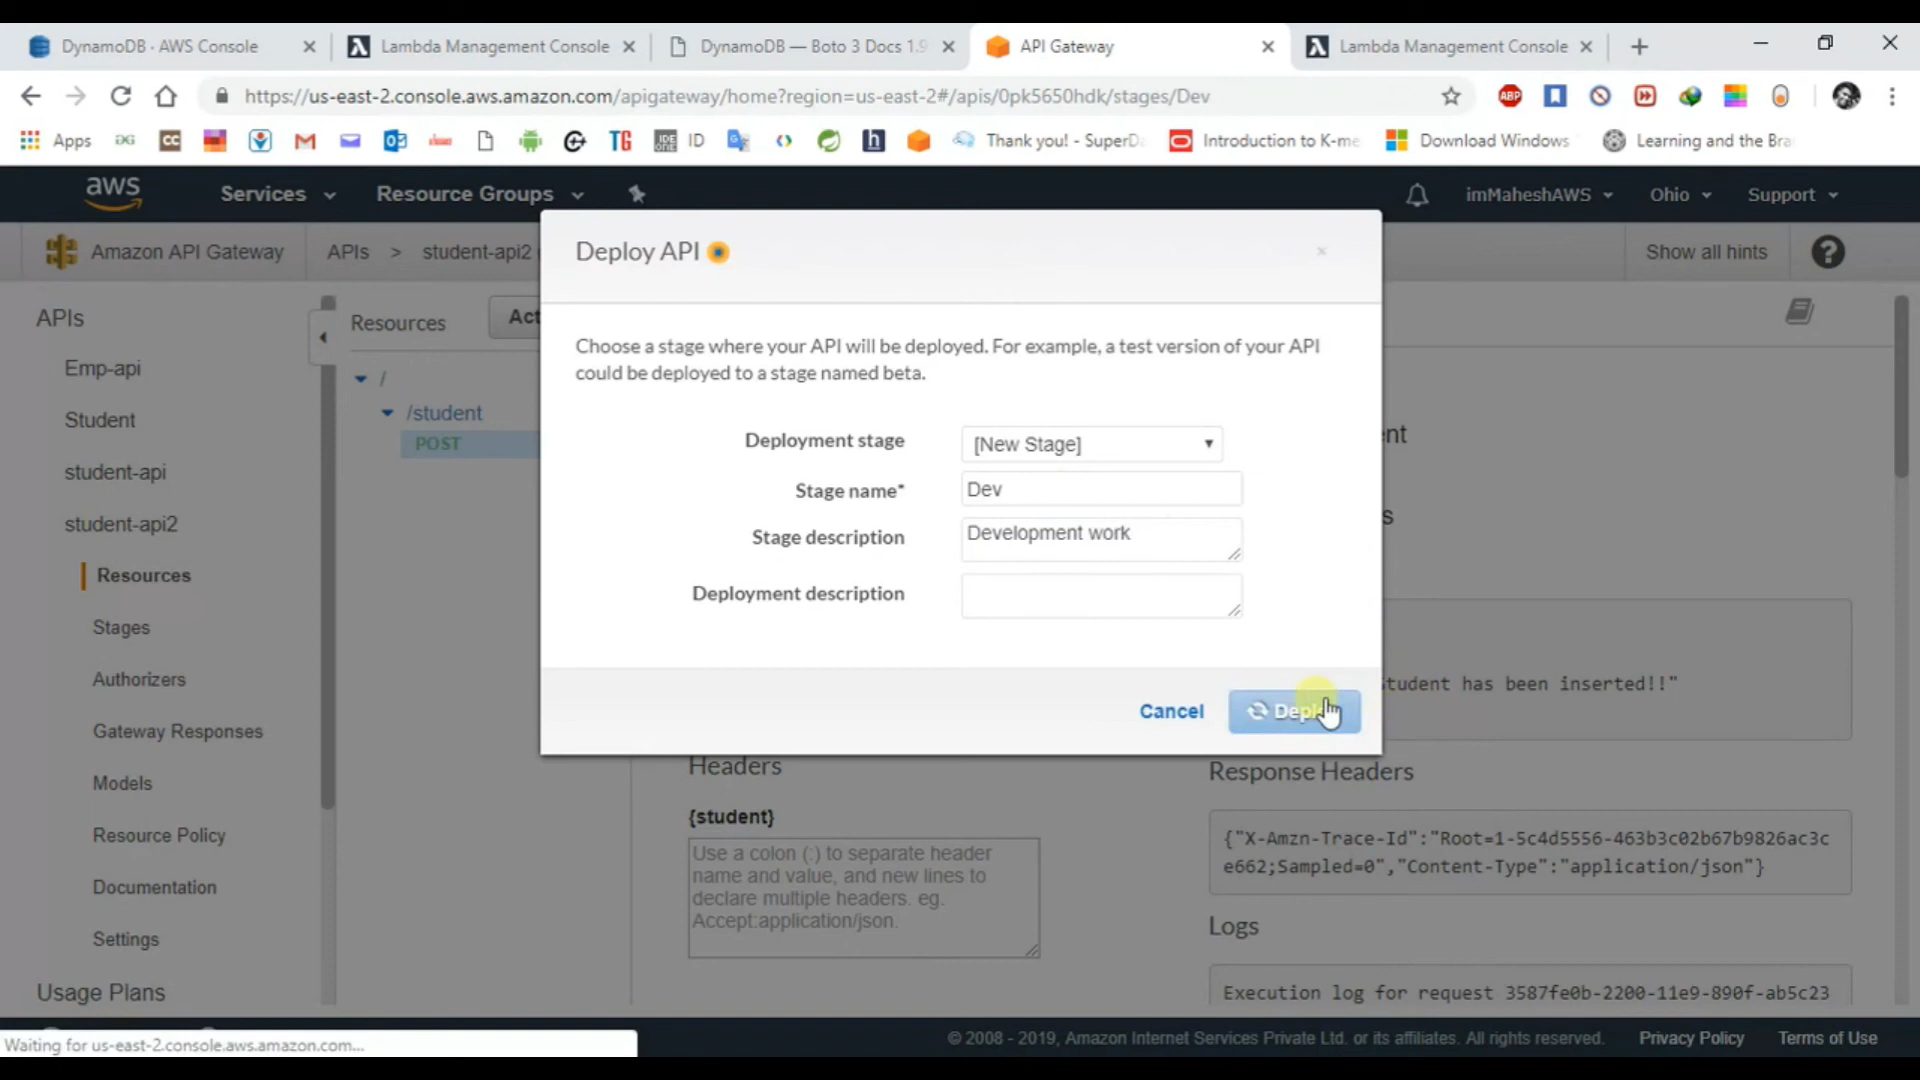 DynamoDB · AWS Console
Lambda Management Console
DynamoDB — Boto 3 Docs 1.9
API Gateway
Lambda Management Console
https://us-east-2.console.aws.amazon.com/apigateway/home?region=us-east-2#/apis/0pk5650hdk/stages/Dev
ABP
Apps
CC
TG
ID
h
Thank you! - SuperDa
Introduction to K-me
Download Windows
Learning and the Bra
aws
Services
Resource Groups
imMaheshAWS
Ohio
Support
Amazon API Gateway
APIs > student-api2
Show all hints
?
APIs
Emp-api
Student
student-api
student-api2
Resources
Stages
Authorizers
Gateway Responses
Models
Resource Policy
Documentation
Settings
Usage Plans
Resources
Act
/
/student
POST
Deploy API
×
Choose a stage where your API will be deployed. For example, a test version of your API
could be deployed to a stage named beta.
Deployment stage
[New Stage]
Stage name*
Dev
Stage description
Development work
Deployment description
Cancel
nt
s
Student has been inserted!!"
Headers
{student}
Use a colon (:) to separate header
name and value, and new lines to
declare multiple headers. eg.
Accept:application/json.
Response Headers
{"X-Amzn-Trace-Id":"Root=1-5c4d5556-463b3c02b67b9826ac3c
e662;Sampled=0","Content-Type":"application/json"}
Logs
Execution log for request 3587fe0b-2200-11e9-890f-ab5c23
Waiting for us-east-2.console.aws.amazon.com...
© 2008 - 2019, Amazon Internet Services Private Ltd. or its affiliates. All rights reserved.
Privacy Policy
Terms of Use